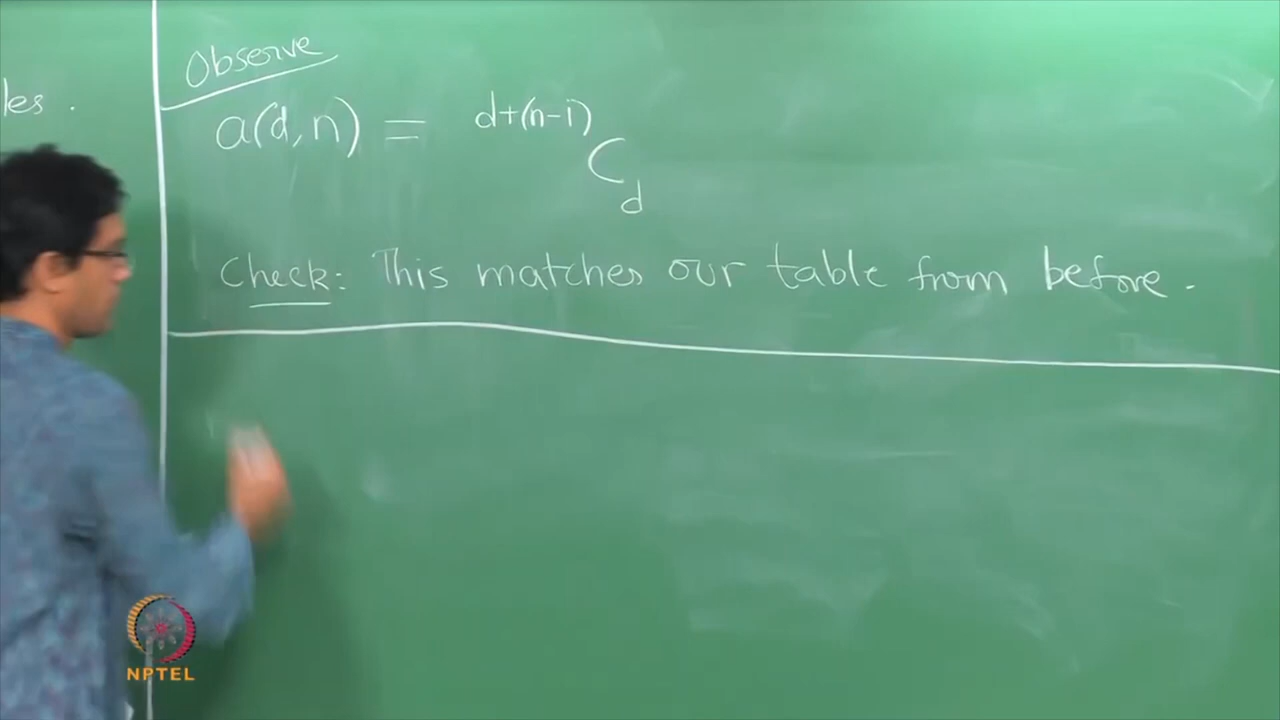 les.
Observe
a(d,n) = d+(n-1)
C
d
Check: This matches our table from before.
NPTEL